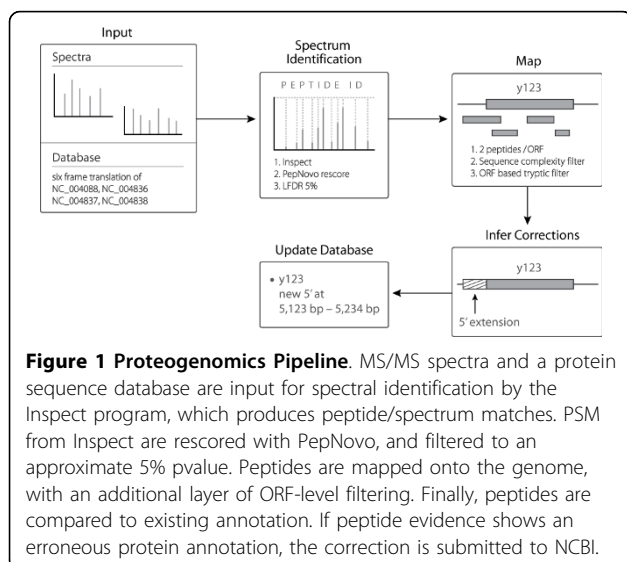 Input
Spectra
Database
six frame translation of
NC_004088, NC_004836
NC_004837, NC_004838
Spectrum
Identification
PEPTIDE ID
1. Inspect
2. PepNovo rescore
3. LFDR 5%
Map
y123
1. 2 peptides /ORF
2. Sequence complexity filter
3. ORF based tryptic filter
Infer Corrections
y123
5' extension
Update Database
• y123
new 5' at
5,123 bp – 5,234 bp
Figure 1 Proteogenomics Pipeline. MS/MS spectra and a protein
sequence database are input for spectral identification by the
Inspect program, which produces peptide/spectrum matches. PSM
from Inspect are rescored with PepNovo, and filtered to an
approximate 5% pvalue. Peptides are mapped onto the genome,
with an additional layer of ORF-level filtering. Finally, peptides are
compared to existing annotation. If peptide evidence shows an
erroneous protein annotation, the correction is submitted to NCBI.